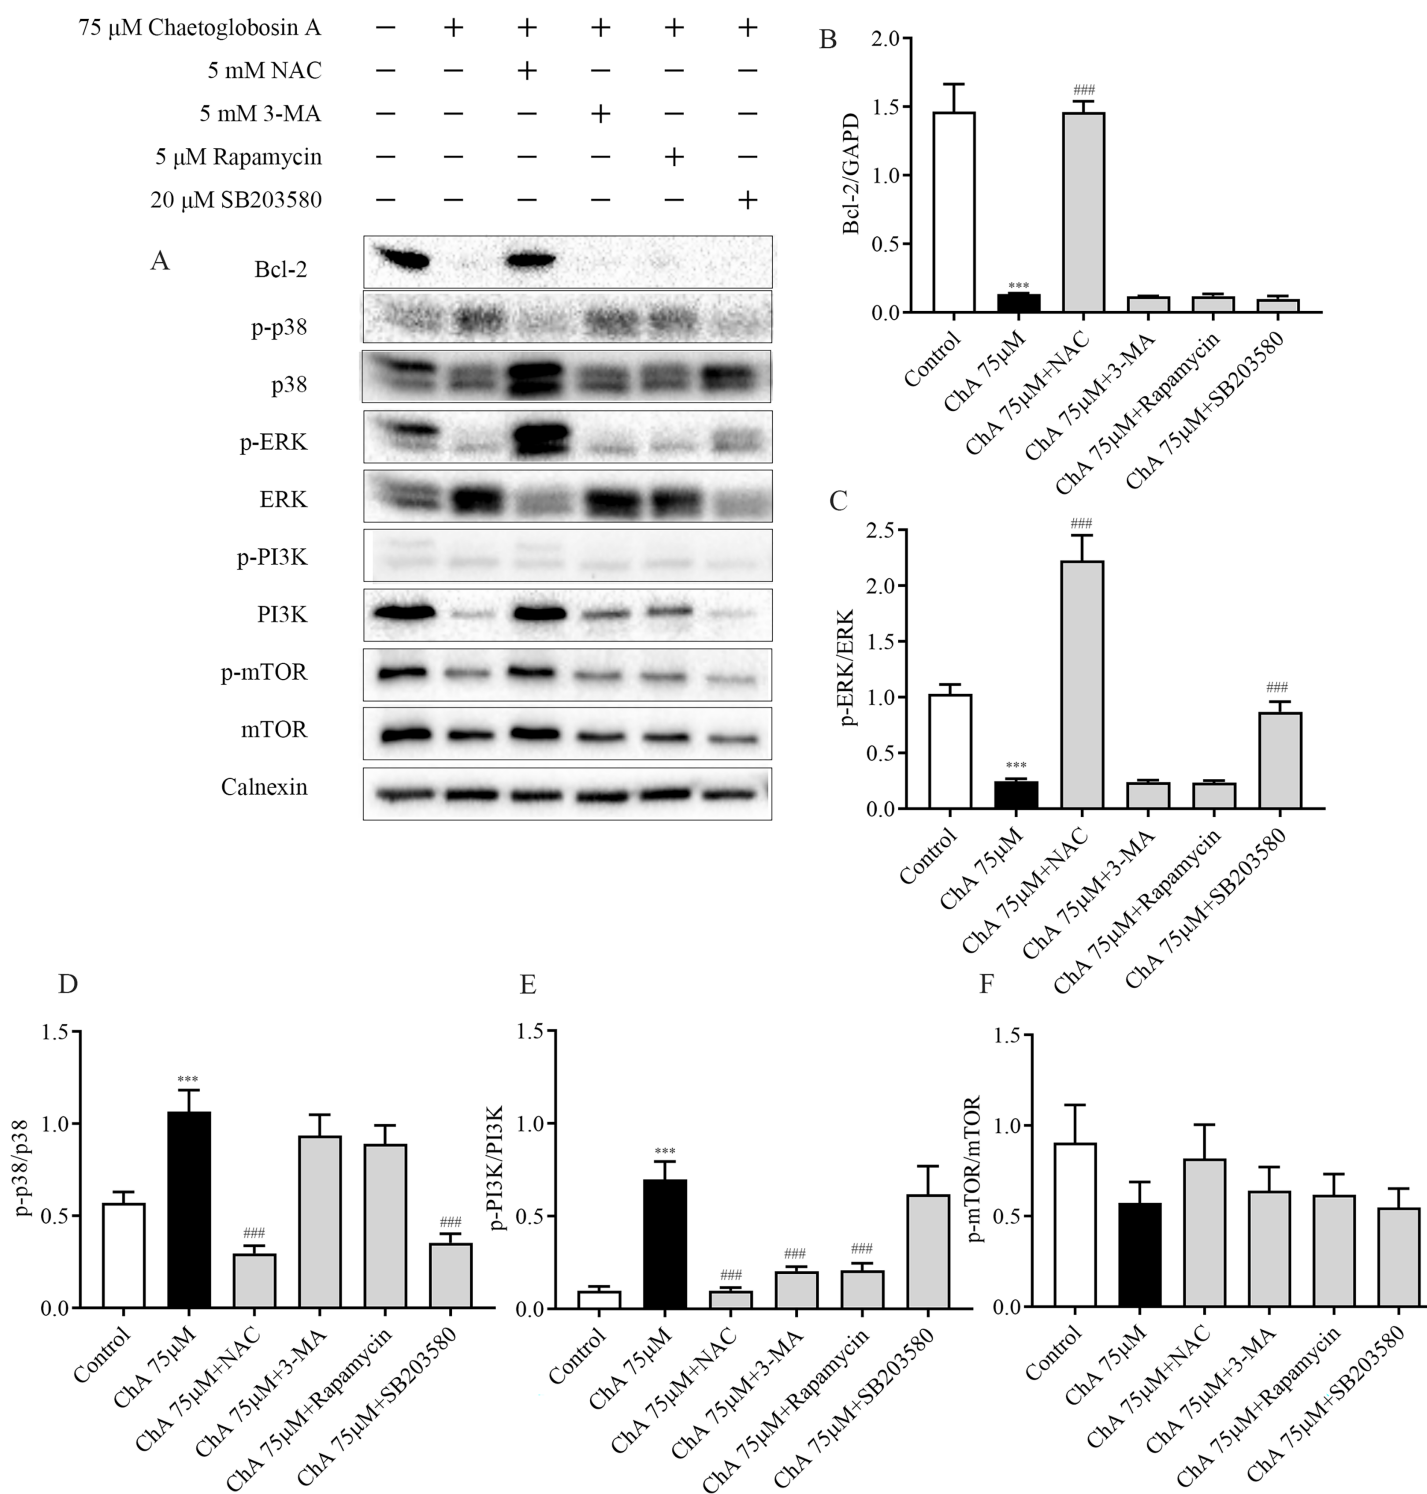 75 μM Chaetoglobosin A − + + + + +
5 mM NAC − − + − − −
5 mM 3-MA − − − + − −
5 μM Rapamycin − − − − + −
20 μM SB203580 − − − − − +
A
Bcl-2
p-p38
p38
p-ERK
ERK
p-PI3K
PI3K
p-mTOR
mTOR
Calnexin
B
Bcl-2/GAPD
2.0
1.5
1.0
0.5
0.0
***
###
Control
ChA 75μM
ChA 75μM+NAC
ChA 75μM+3-MA
ChA 75μM+Rapamycin
ChA 75μM+SB203580
C
p-ERK/ERK
2.5
2.0
1.5
1.0
0.5
0.0
***
###
###
Control
ChA 75μM
ChA 75μM+NAC
ChA 75μM+3-MA
ChA 75μM+Rapamycin
ChA 75μM+SB203580
D
p-p38/p38
1.5
1.0
0.5
0.0
***
###
###
Control
ChA 75μM
ChA 75μM+NAC
ChA 75μM+3-MA
ChA 75μM+Rapamycin
ChA 75μM+SB203580
E
p-PI3K/PI3K
1.5
1.0
0.5
0.0
***
###
###
###
Control
ChA 75μM
ChA 75μM+NAC
ChA 75μM+3-MA
ChA 75μM+Rapamycin
ChA 75μM+SB203580
F
p-mTOR/mTOR
1.5
1.0
0.5
0.0
Control
ChA 75μM
ChA 75μM+NAC
ChA 75μM+3-MA
ChA 75μM+Rapamycin
ChA 75μM+SB203580